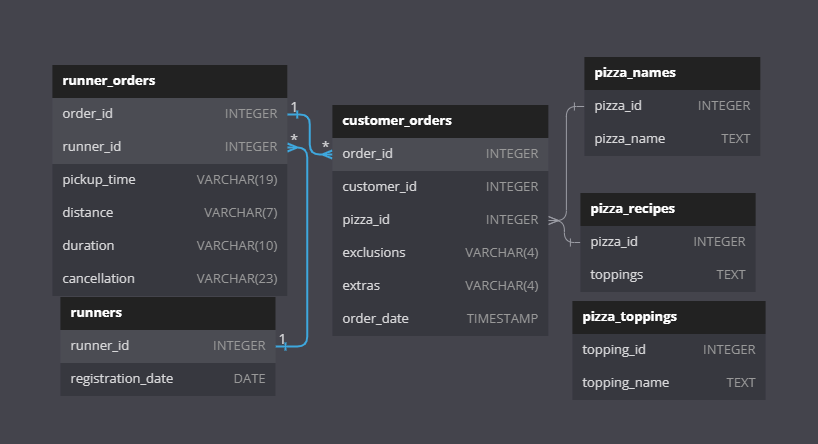 runner_orders
order_id INTEGER
runner_id INTEGER
pickup_time VARCHAR(19)
distance VARCHAR(7)
duration VARCHAR(10)
cancellation VARCHAR(23)
runners
runner_id INTEGER
registration_date DATE
1
*
*
1
customer_orders
order_id INTEGER
customer_id INTEGER
pizza_id INTEGER
exclusions VARCHAR(4)
extras VARCHAR(4)
order_date TIMESTAMP
pizza_names
pizza_id INTEGER
pizza_name TEXT
pizza_recipes
pizza_id INTEGER
toppings TEXT
pizza_toppings
topping_id INTEGER
topping_name TEXT